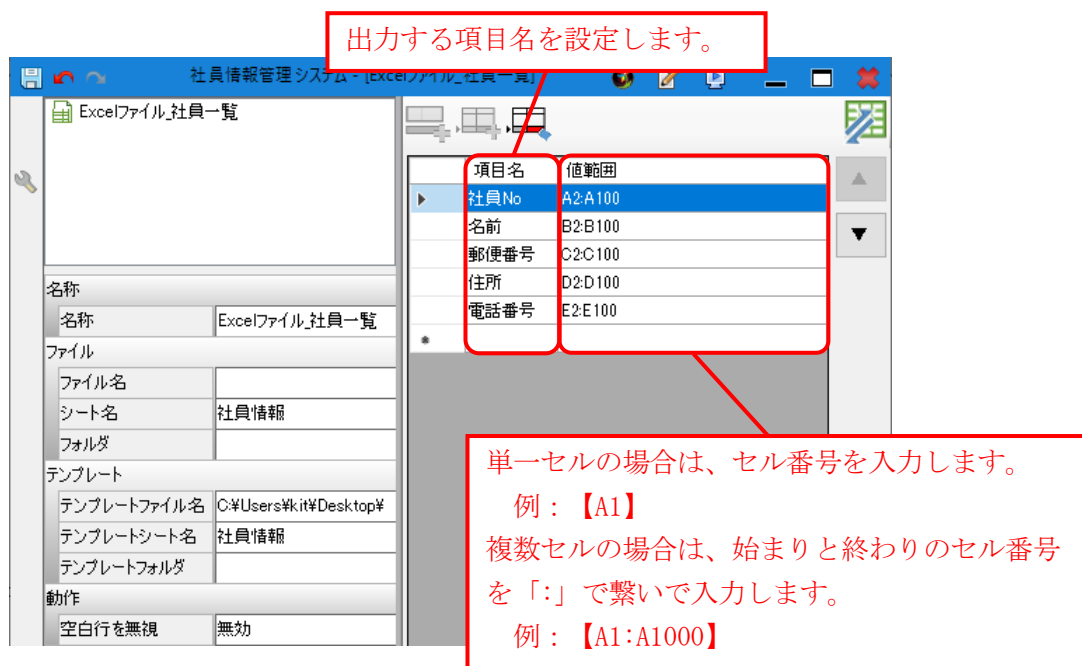 出力する項目名を設定します。
社員情報管理システム - [Excelファイル_社員一覧]
Excelファイル_社員一覧
項目名 値範囲
社員No A2:A100
名前 B2:B100
郵便番号 C2:C100
住所 D2:D100
電話番号 E2:E100
名称
名称 Excelファイル_社員一覧
ファイル
ファイル名
シート名 社員情報
フォルダ
テンプレート
テンプレートファイル名 C:¥Users¥kit¥Desktop¥
テンプレートシート名 社員情報
テンプレートフォルダ
動作
空白行を無視 無効
単一セルの場合は、セル番号を入力します。
例：【A1】
複数セルの場合は、始まりと終わりのセル番号
を「:」で繋いで入力します。
例：【A1:A1000】